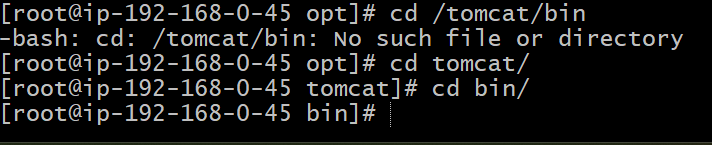 [root@ip-192-168-0-45 opt]# cd /tomcat/bin
-bash: cd: /tomcat/bin: No such file or directory
[root@ip-192-168-0-45 opt]# cd tomcat/
[root@ip-192-168-0-45 tomcat]# cd bin/
[root@ip-192-168-0-45 bin]#